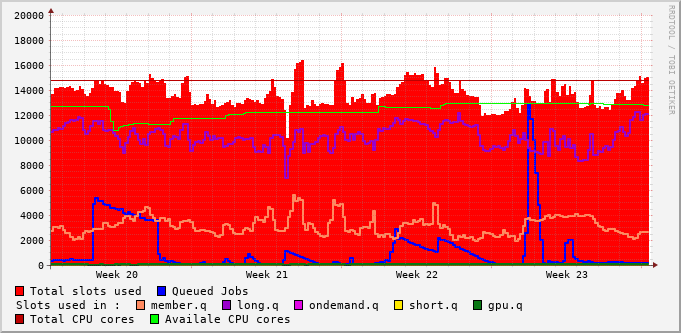 20000
18000
16000
14000
12000
10000
8000
6000
4000
2000
0
Week 20 Week 21 Week 22 Week 23
RRDTOOL / TOBI OETIKER
Total slots used Queued Jobs
Slots used in : member.q long.q ondemand.q short.q gpu.q
Total CPU cores Availale CPU cores